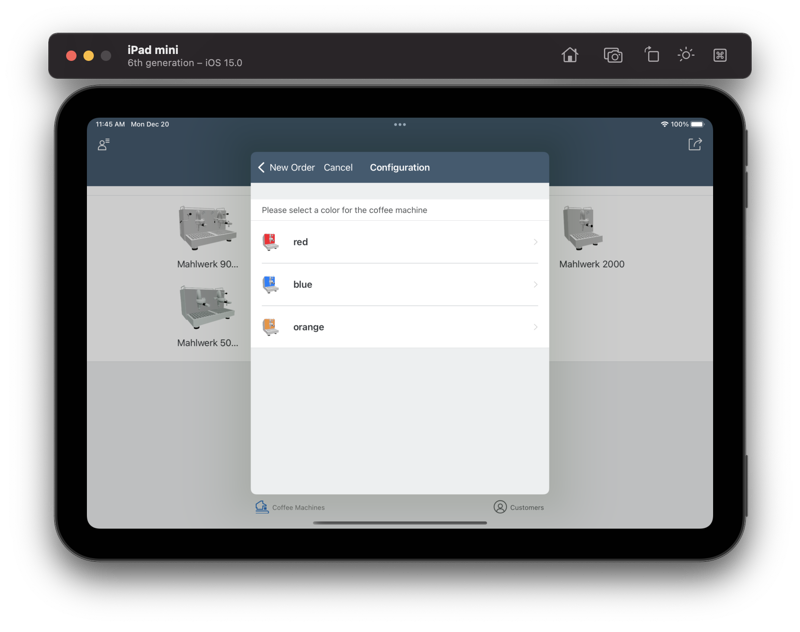 iPad mini
6th generation – iOS 15.0
11:45 AM Mon Dec 20
100%
New Order Cancel Configuration
Please select a color for the coffee machine
red
blue
orange
Mahlwerk 90...
Mahlwerk 2000
Mahlwerk 50...
Coffee Machines
Customers